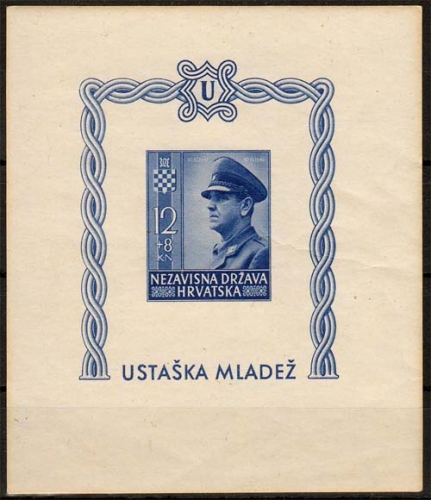 U
12
+8
KN
NEZAVISNA DRŽAVA
HRVATSKA
USTAŠKA MLADEŽ